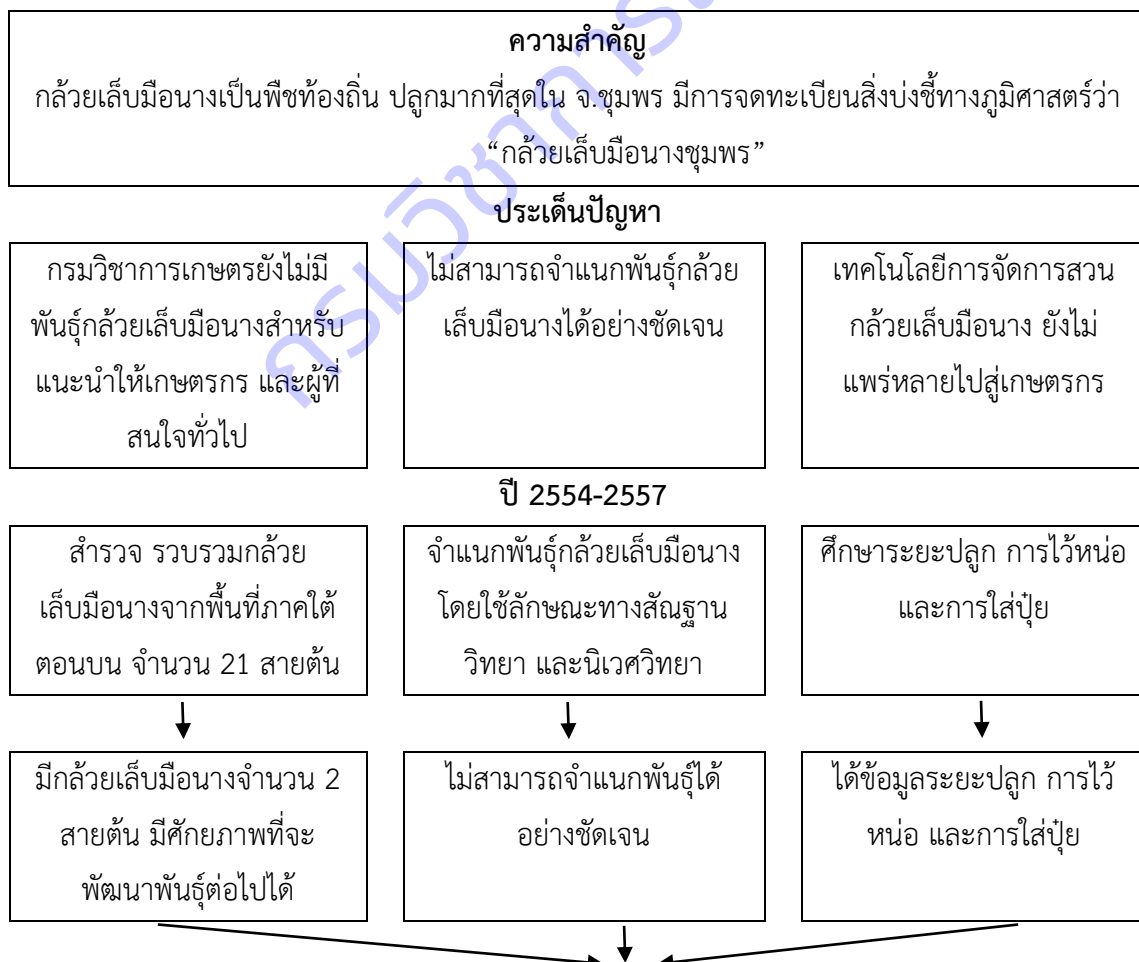 ความสำคัญ
กล้วยเล็บมือนางเป็นพืชท้องถิ่น ปลูกมากที่สุดใน จ.ชุมพร มีการจดทะเบียนสิ่งบ่งชี้ทางภูมิศาสตร์ว่า
“กล้วยเล็บมือนางชุมพร”
ประเด็นปัญหา
กรมวิชาการเกษตรยังไม่มี
พันธุ์กล้วยเล็บมือนางสำหรับ
แนะนำให้เกษตรกร และผู้ที่
สนใจทั่วไป
ไม่สามารถจำแนกพันธุ์กล้วย
เล็บมือนางได้อย่างชัดเจน
เทคโนโลยีการจัดการสวน
กล้วยเล็บมือนาง ยังไม่
แพร่หลายไปสู่เกษตรกร
ปี 2554-2557
สำรวจ รวบรวมกล้วย
เล็บมือนางจากพื้นที่ภาคใต้
ตอนบน จำนวน 21 สายต้น
จำแนกพันธุ์กล้วยเล็บมือนาง
โดยใช้ลักษณะทางสัณฐาน
วิทยา และนิเวศวิทยา
ศึกษาระยะปลูก การไว้หน่อ
และการใส่ปุ๋ย
มีกล้วยเล็บมือนางจำนวน 2
สายต้น มีศักยภาพที่จะ
พัฒนาพันธุ์ต่อไปได้
ไม่สามารถจำแนกพันธุ์ได้
อย่างชัดเจน
ได้ข้อมูลระยะปลูก การไว้
หน่อ และการใส่ปุ๋ย
กรมวิชาการ